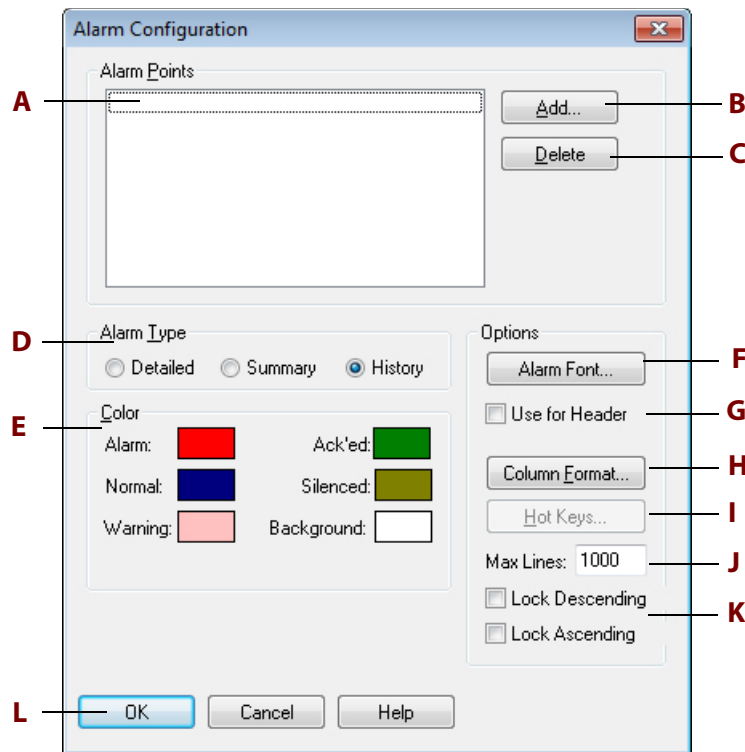 Alarm Configuration
Alarm Points
A
Add...
B
Delete
C
Alarm Type
D
Detailed
Summary
History
Options
Alarm Font...
F
Use for Header
G
Color
E
Alarm:
Ack'ed:
Normal:
Silenced:
Warning:
Background:
Column Format...
H
Hot Keys...
I
Max Lines: 1000
J
Lock Descending
K
Lock Ascending
L
OK
Cancel
Help